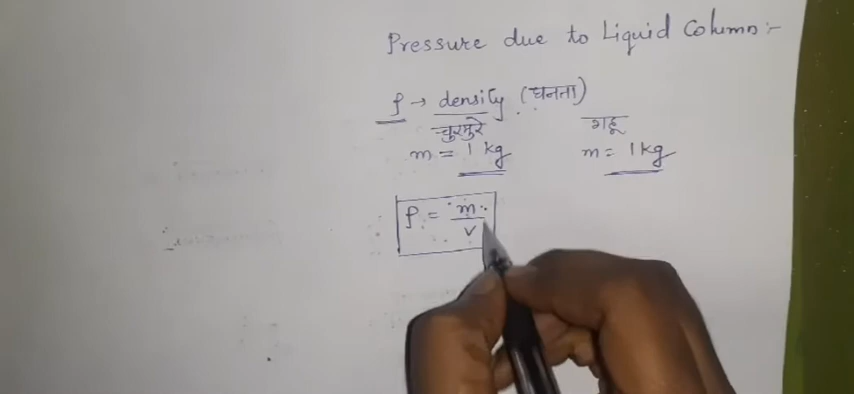 Pressure due to Liquid Column :-
ρ → density (घनता)
चुरमुरे गहू
m = 1 kg m = 1 kg
ρ = m / v